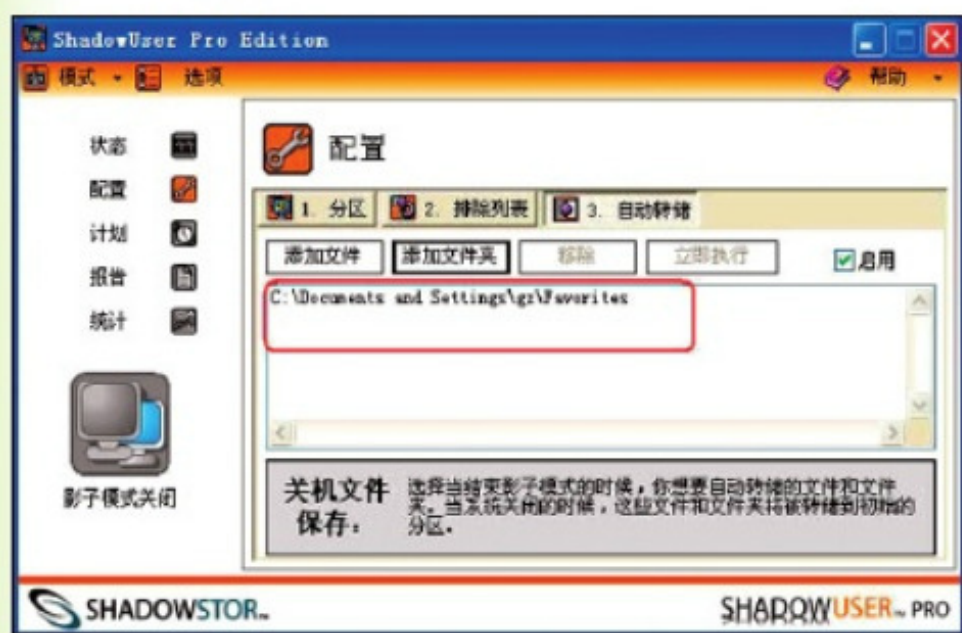 ShadowUser Pro Edition
模式 选项 帮助
状态
配置
计划
报告
统计
影子模式关闭
配置
1. 分区 2. 排除列表 3. 自动转储
添加文件 添加文件夹 移除 立即执行 启用
C:\Documents and Settings\gz\Favorites
关机文件保存：
选择当结束影子模式的时候，你想要自动转储的文件和文件
夹。当系统关闭的时候，这些文件和文件夹将被转储到初始的
分区。
SHADOWSTOR™ SHADOWUSER™ PRO